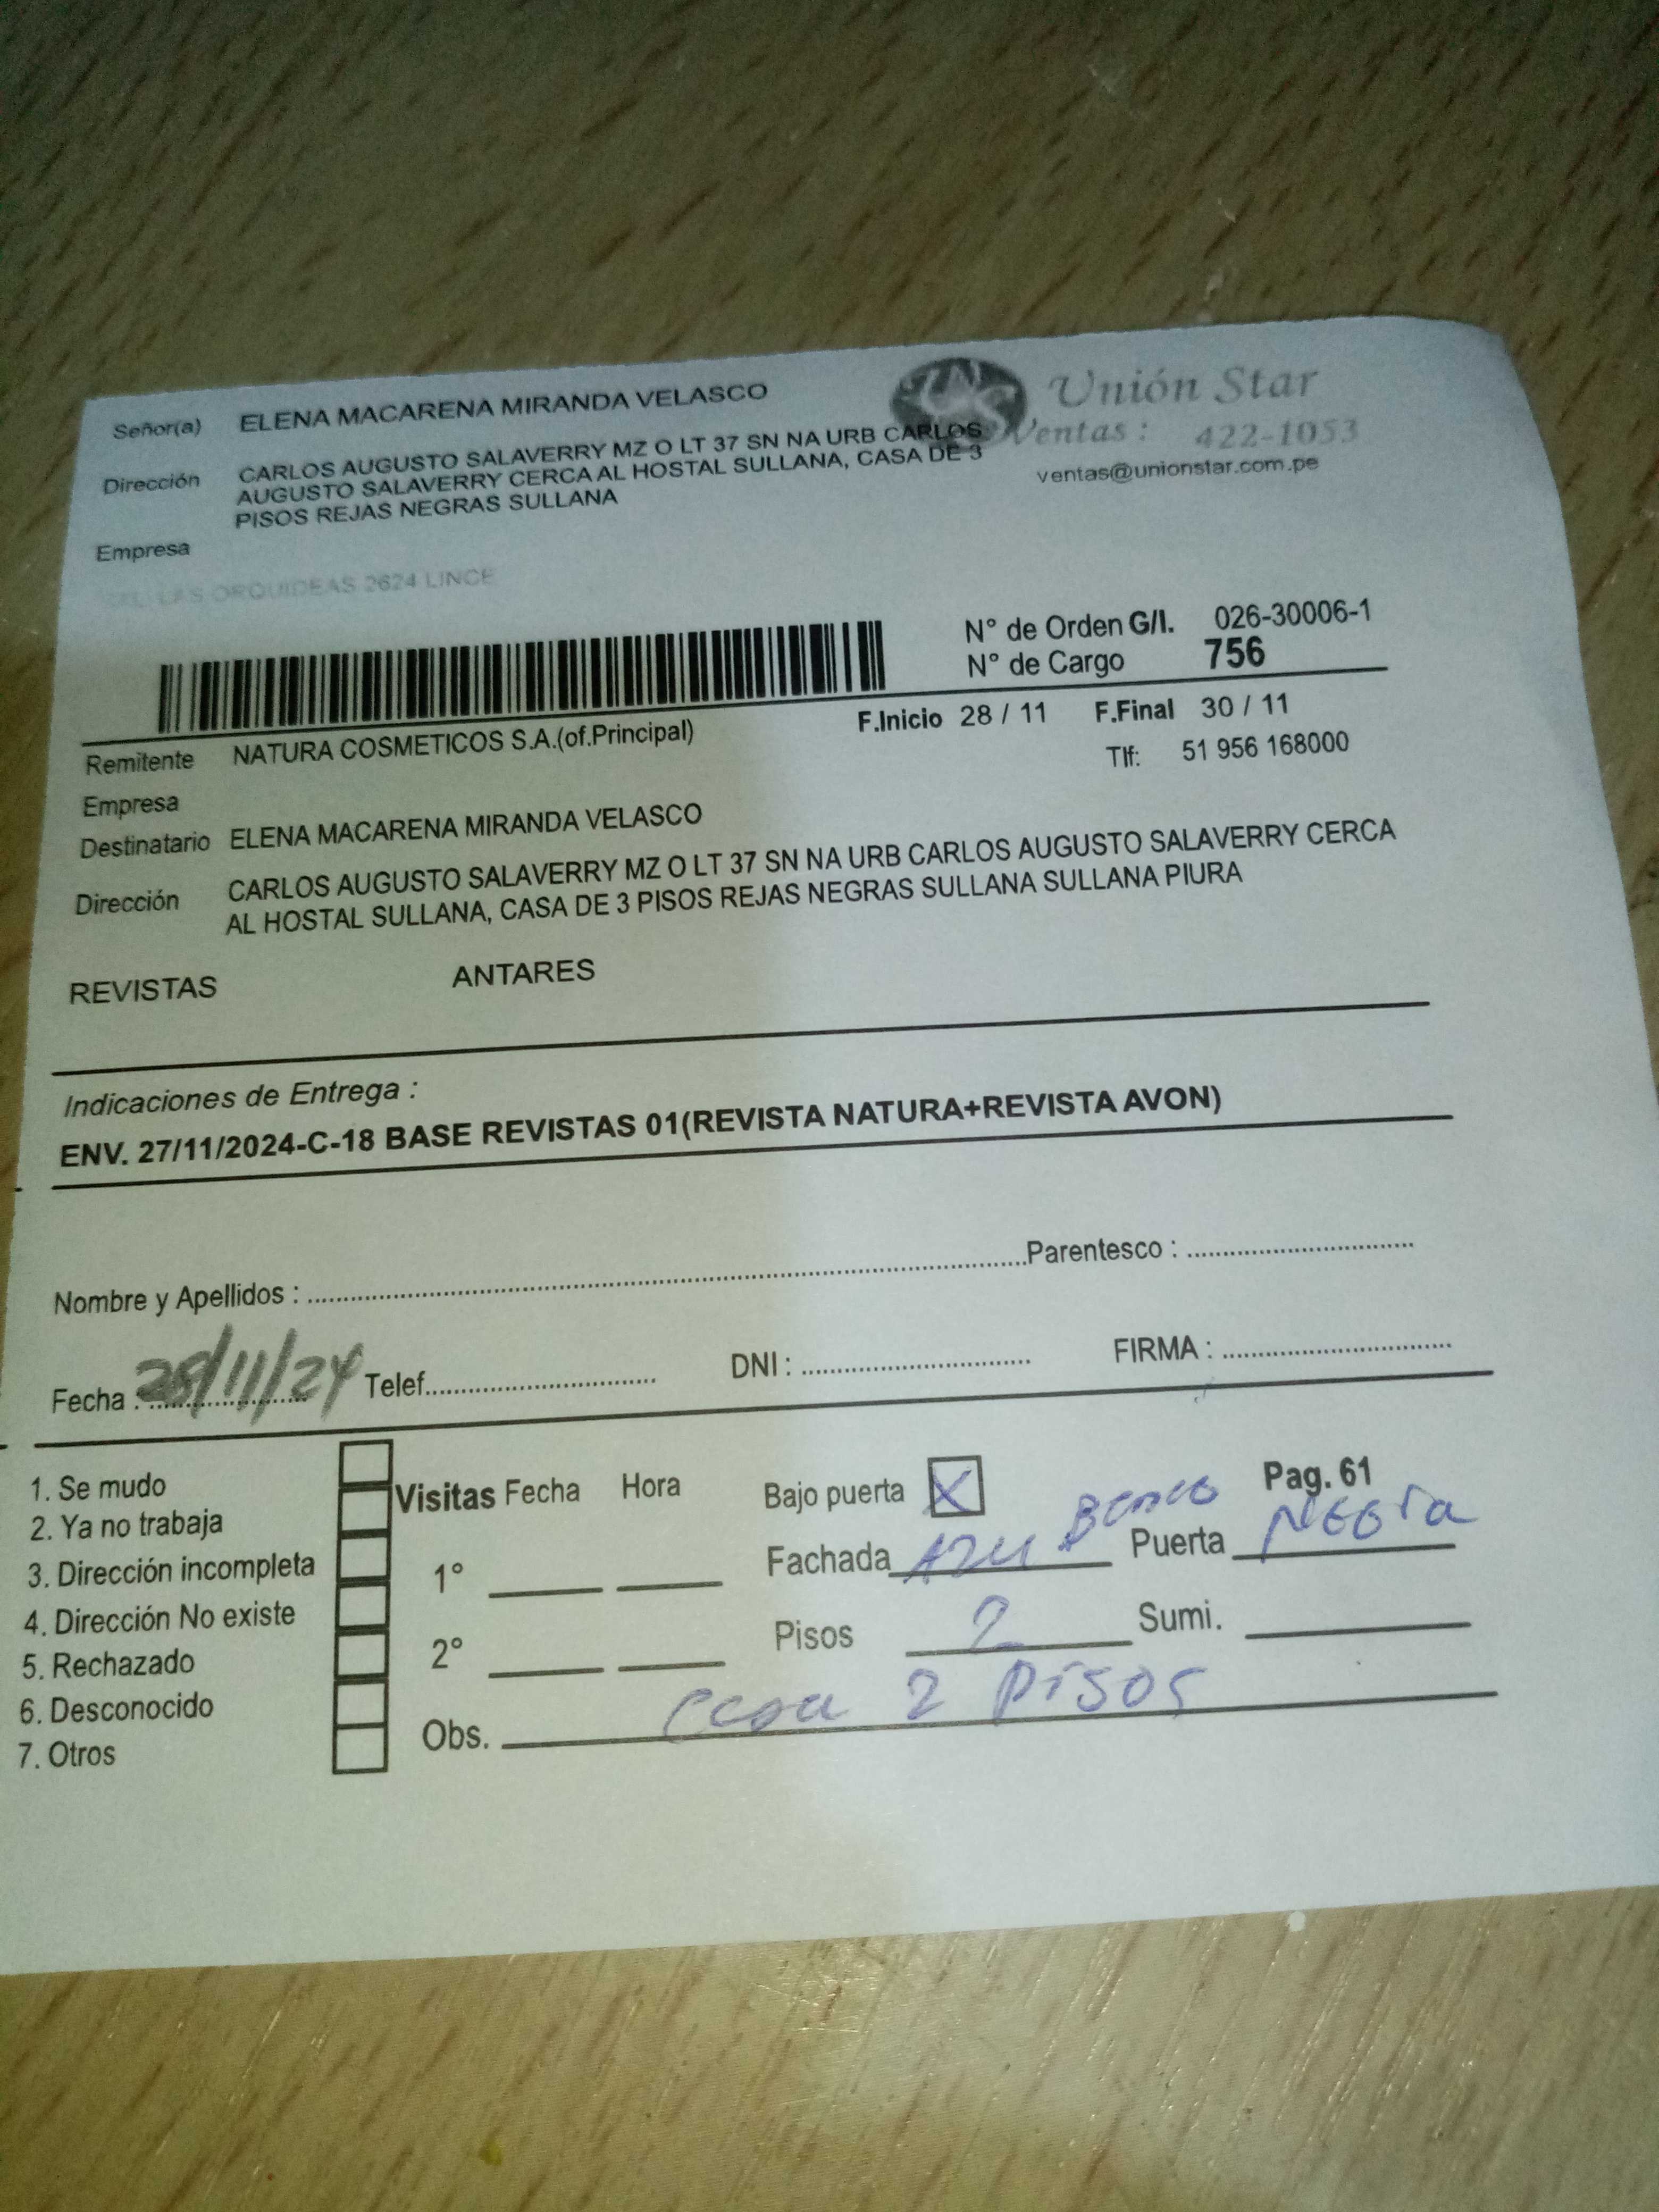 Señor(a) ELENA MACARENA MIRANDA VELASCO
Unión Star
Ventas : 422-1053
ventas@unionstar.com.pe
Dirección CARLOS AUGUSTO SALAVERRY MZ O LT 37 SN NA URB CARLOS
AUGUSTO SALAVERRY CERCA AL HOSTAL SULLANA, CASA DE 3
PISOS REJAS NEGRAS SULLANA
Empresa
LAS ORQUIDEAS 2624 LINCE
N° de Orden G/I. 026-30006-1
N° de Cargo 756
F.Inicio 28 / 11 F.Final 30 / 11
Remitente NATURA COSMETICOS S.A.(of.Principal)
Tlf: 51 956 168000
Empresa
Destinatario ELENA MACARENA MIRANDA VELASCO
Dirección CARLOS AUGUSTO SALAVERRY MZ O LT 37 SN NA URB CARLOS AUGUSTO SALAVERRY CERCA
AL HOSTAL SULLANA, CASA DE 3 PISOS REJAS NEGRAS SULLANA SULLANA PIURA
REVISTAS ANTARES
Indicaciones de Entrega :
ENV. 27/11/2024-C-18 BASE REVISTAS 01(REVISTA NATURA+REVISTA AVON)
Nombre y Apellidos : Parentesco :
Fecha : 28/11/24 Telef. DNI : FIRMA :
1. Se mudo
2. Ya no trabaja
3. Dirección incompleta
4. Dirección No existe
5. Rechazado
6. Desconocido
7. Otros
Visitas Fecha Hora
1°
2°
Bajo puerta X Pag. 61
Fachada Puerta Negra
Pisos 2 Sumi.
Obs. Casa 2 Pisos